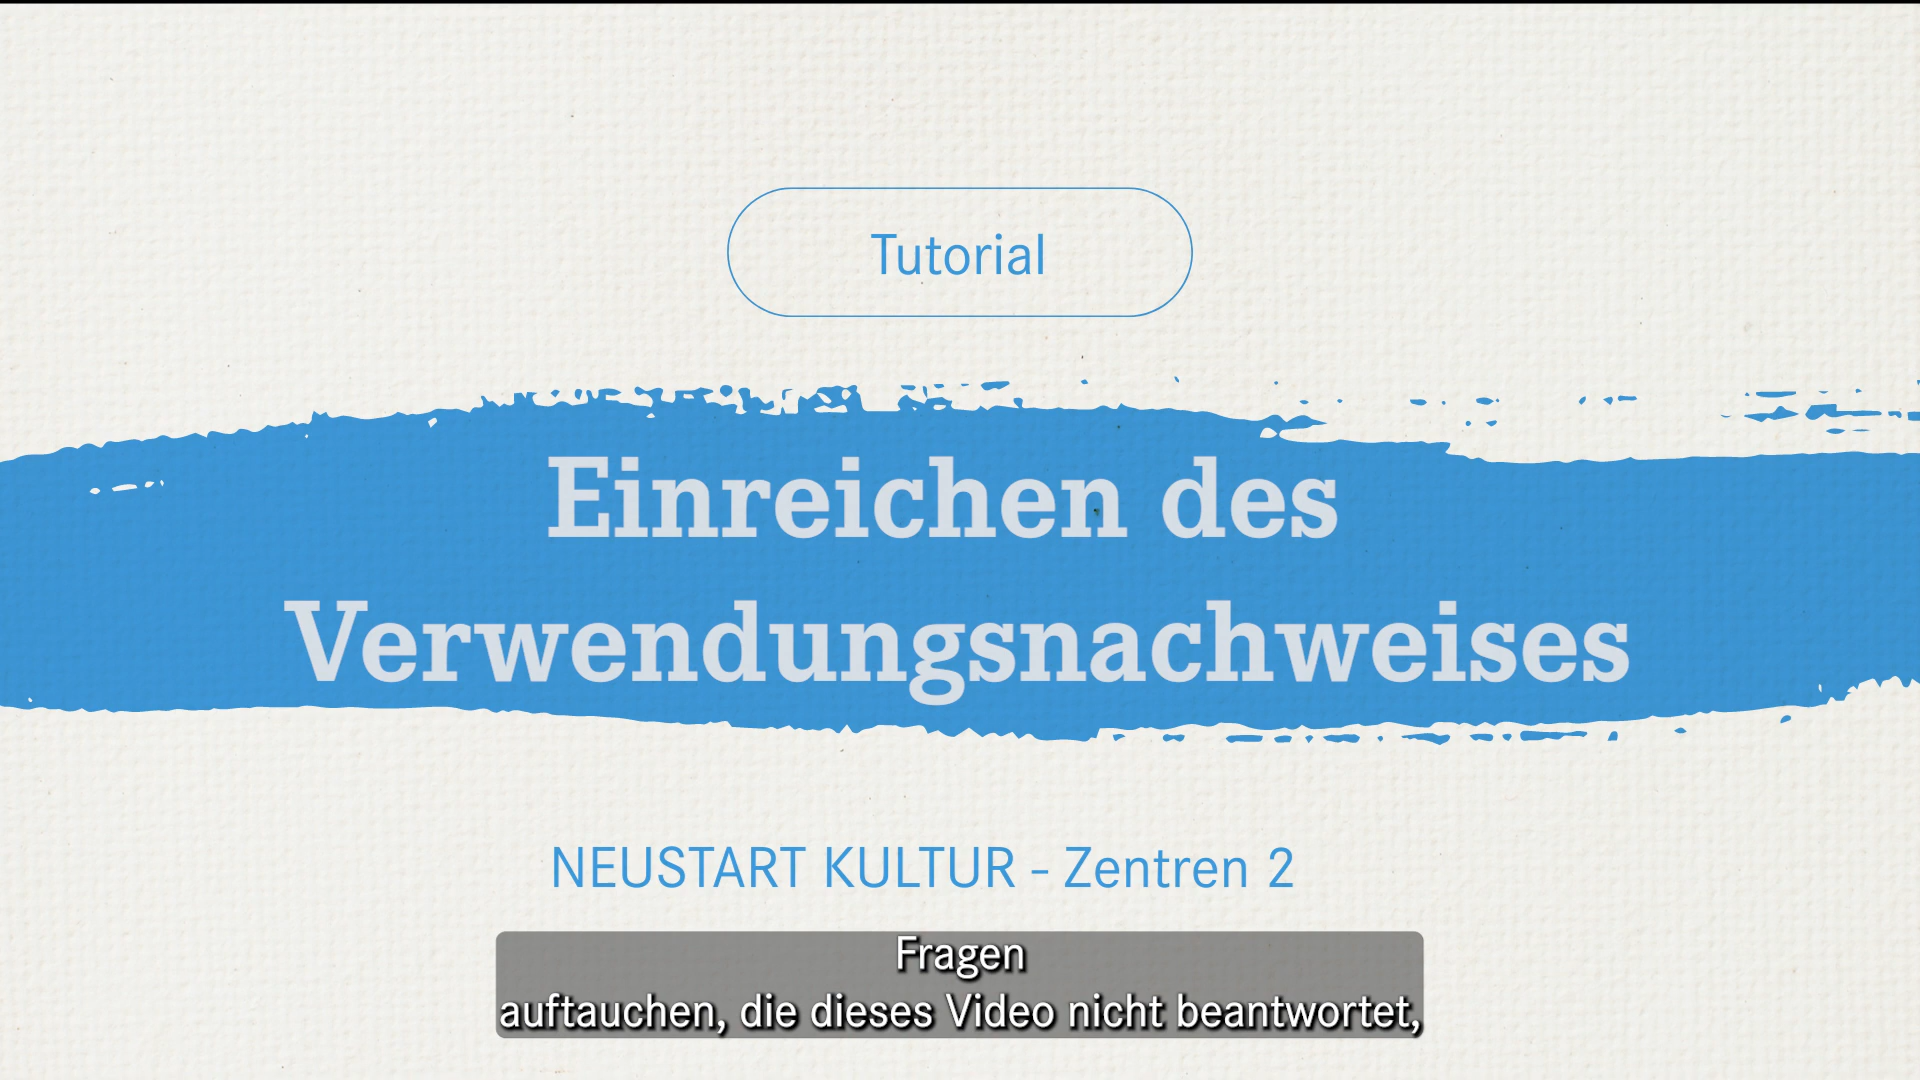 Tutorial
Einreichen des
Verwendungsnachweises
NEUSTART KULTUR - Zentren 2
Fragen
auftauchen, die dieses Video nicht beantwortet,